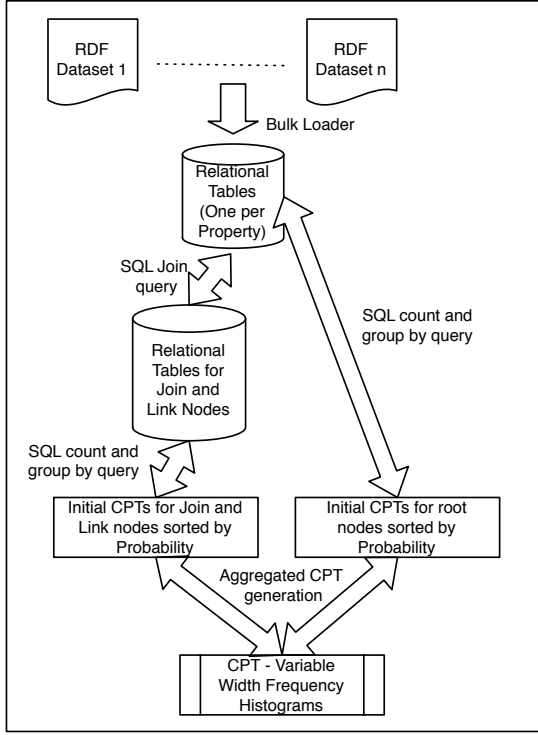 RDF
Dataset 1
RDF
Dataset n
Bulk Loader
Relational
Tables
(One per
Property)
SQL Join
query
SQL count and
group by query
Relational
Tables for
Join and
Link Nodes
SQL count and
group by query
Initial CPTs for Join and
Link nodes sorted by
Probability
Initial CPTs for root
nodes sorted by
Probability
Aggregated CPT
generation
CPT - Variable
Width Frequency
Histograms